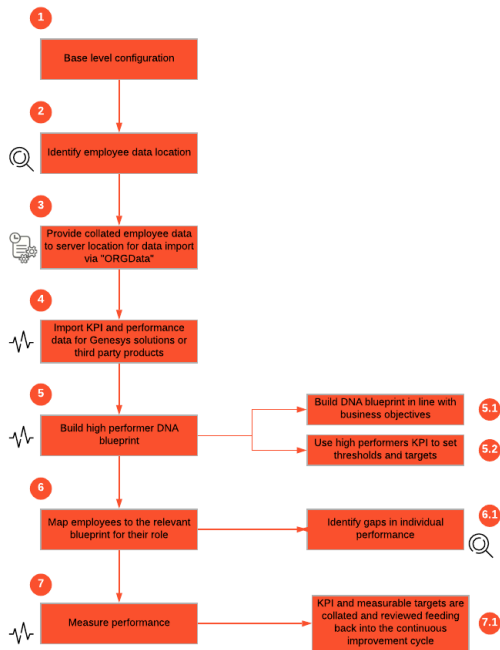 1
Base level configuration
2
Identify employee data location
3
Provide collated employee data
to server location for data import
via "ORGData"
4
Import KPI and performance
data for Genesys solutions or
third party products
5
Build high performer DNA
blueprint
Build DNA blueprint in line with
business objectives
5.1
Use high performers KPI to set
thresholds and targets
5.2
6
Map employees to the relevant
blueprint for their role
6.1
Identify gaps in individual
performance
7
Measure performance
KPI and measurable targets are
collated and reviewed feeding
back into the continuous
improvement cycle
7.1